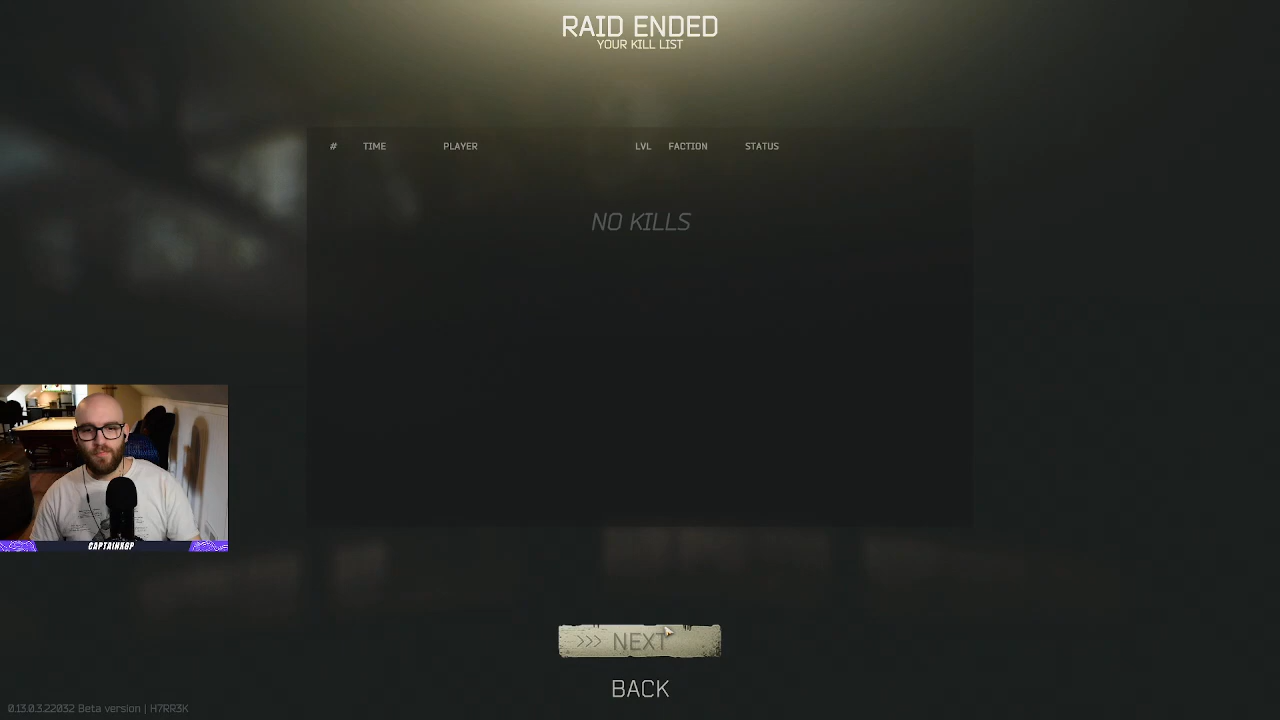 RAID ENDED
YOUR KILL LIST
# TIME PLAYER LVL FACTION STATUS
NO KILLS
CAPTAINXGP
>>> NEXT
BACK
0.13.0.3.22032 Beta version | H7RR3K